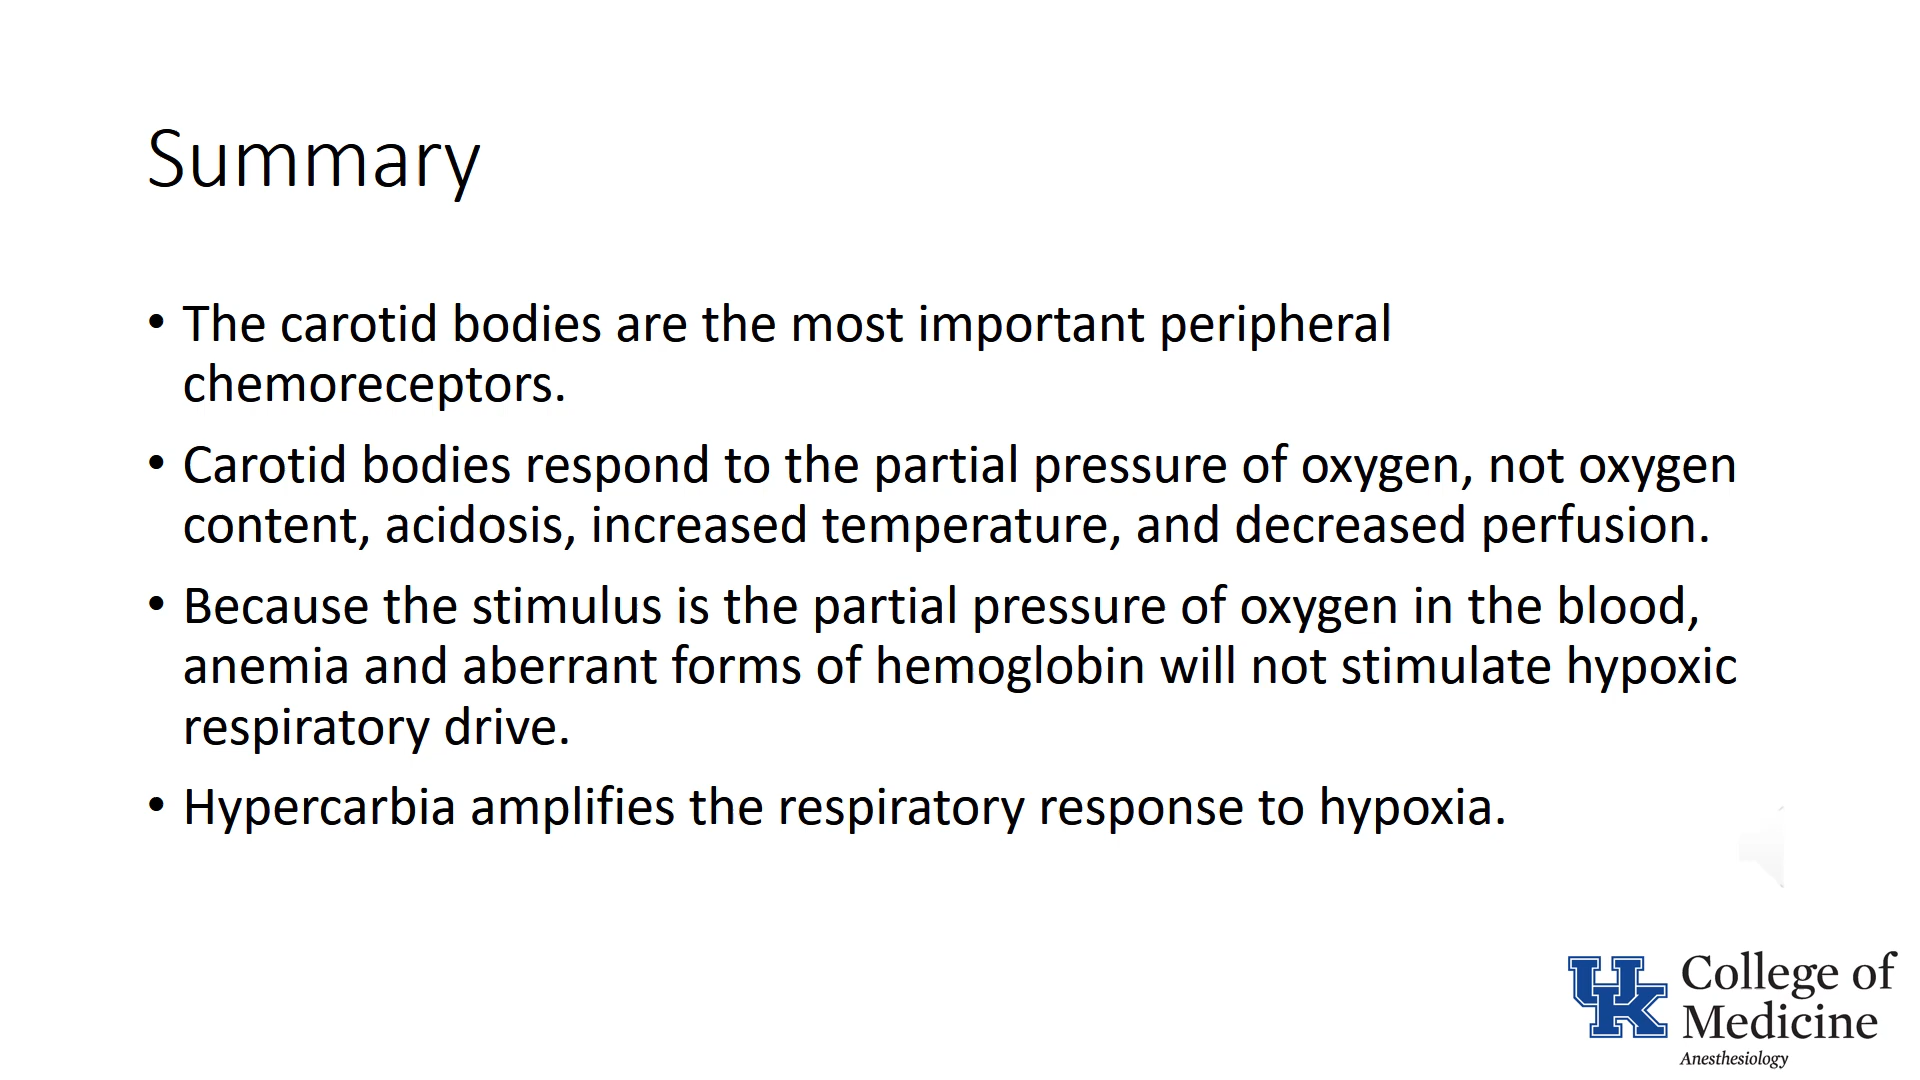 Summary
• The carotid bodies are the most important peripheral
chemoreceptors.
• Carotid bodies respond to the partial pressure of oxygen, not oxygen
content, acidosis, increased temperature, and decreased perfusion.
• Because the stimulus is the partial pressure of oxygen in the blood,
anemia and aberrant forms of hemoglobin will not stimulate hypoxic
respiratory drive.
• Hypercarbia amplifies the respiratory response to hypoxia.
UK
College of
Medicine
Anesthesiology